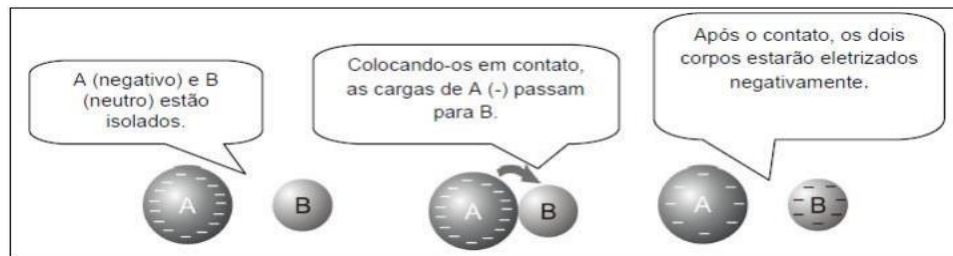 A (negativo) e B
(neutro) estão
isolados.
Colocando-os em contato,
as cargas de A (-) passam
para B.
Após o contato, os dois
corpos estarão eletrizados
negativamente.
A
B
A
B
A
B